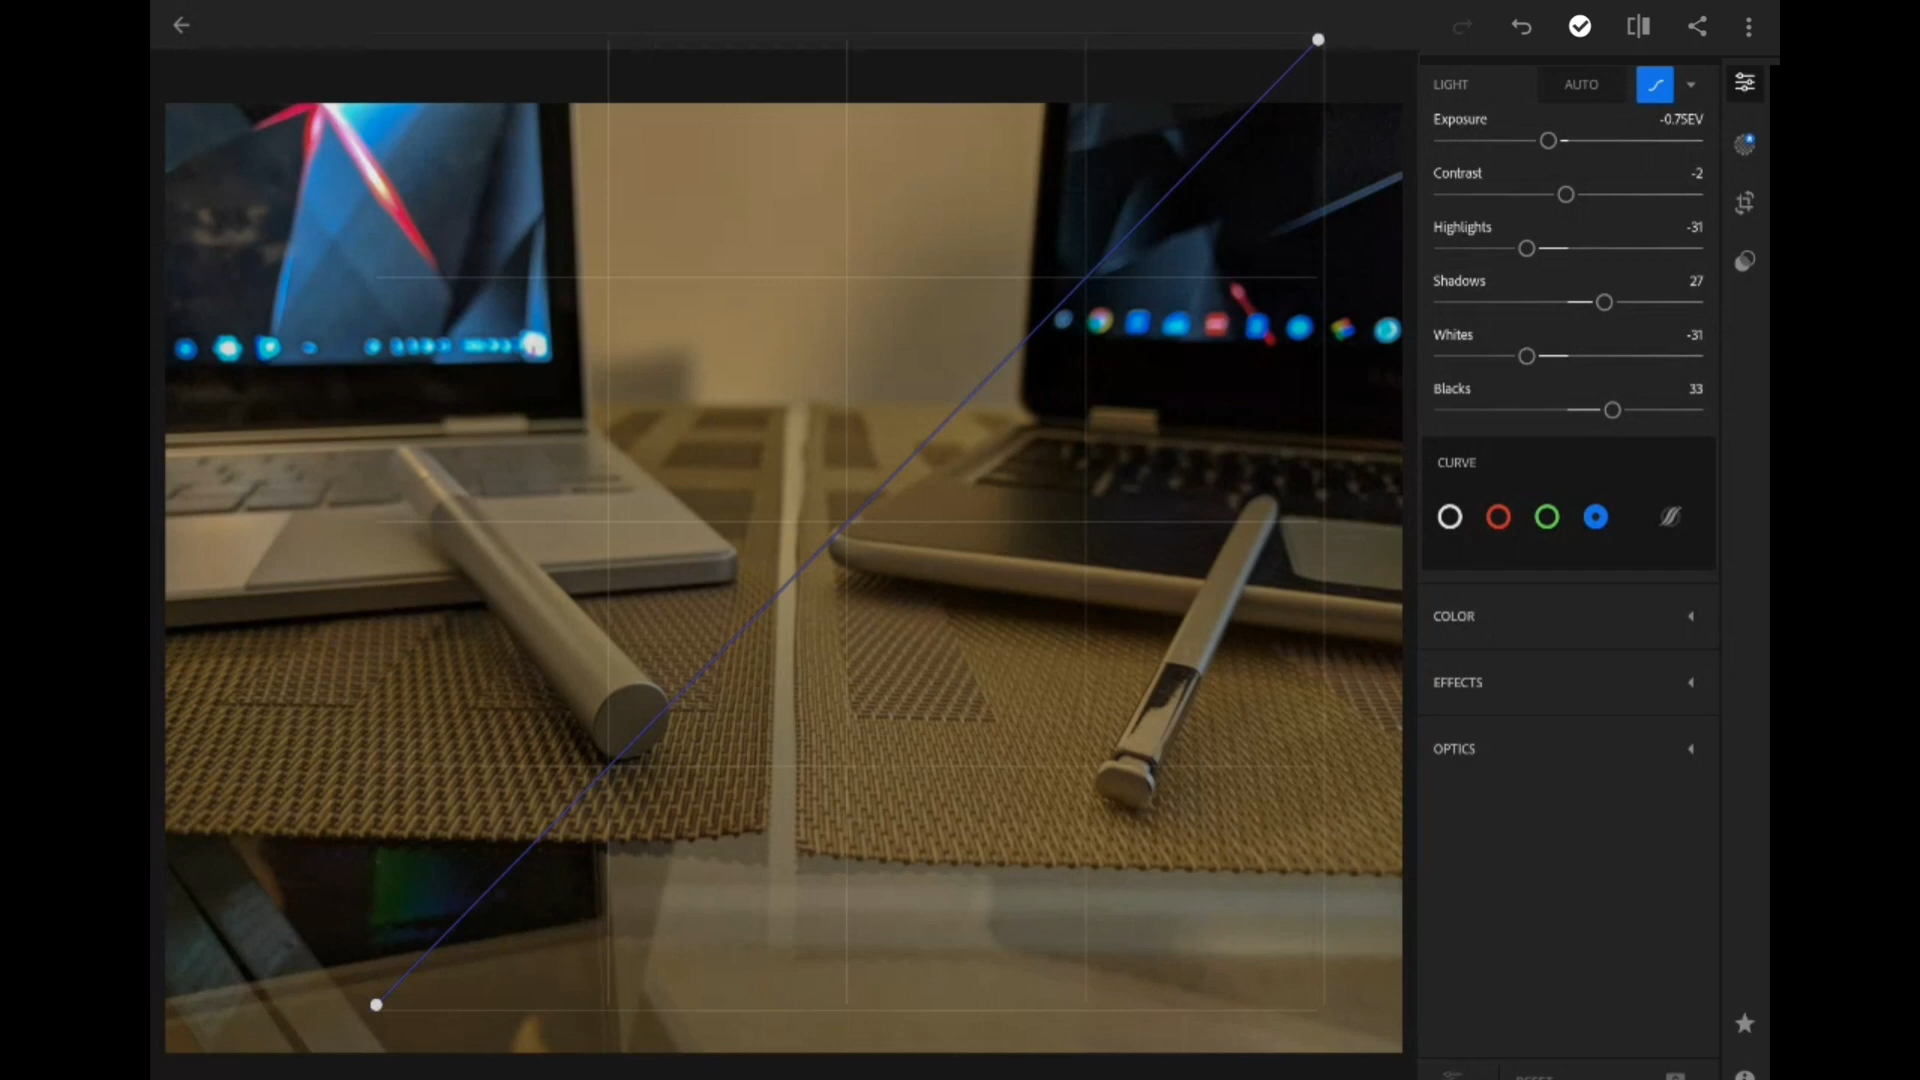 LIGHT AUTO
Exposure -0.75EV
Contrast -2
Highlights -31
Shadows 27
Whites -31
Blacks 33
CURVE
COLOR
EFFECTS
OPTICS